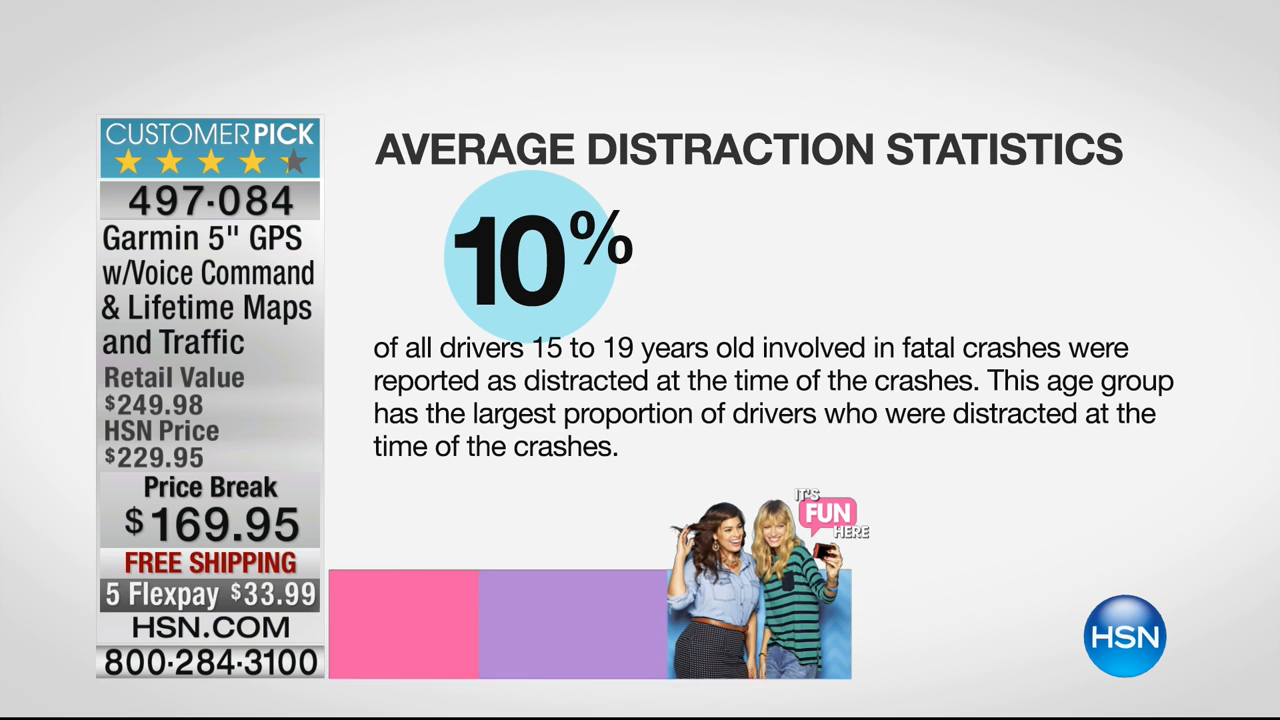 CUSTOMERPICK
497·084
Garmin 5" GPS
w/Voice Command
& Lifetime Maps
and Traffic
Retail Value
$249.98
HSN Price
$229.95
Price Break
$169.95
FREE SHIPPING
5 Flexpay $33.99
HSN.COM
800·284·3100
AVERAGE DISTRACTION STATISTICS
10%
of all drivers 15 to 19 years old involved in fatal crashes were
reported as distracted at the time of the crashes. This age group
has the largest proportion of drivers who were distracted at the
time of the crashes.
IT'S
FUN
HERE
HSN